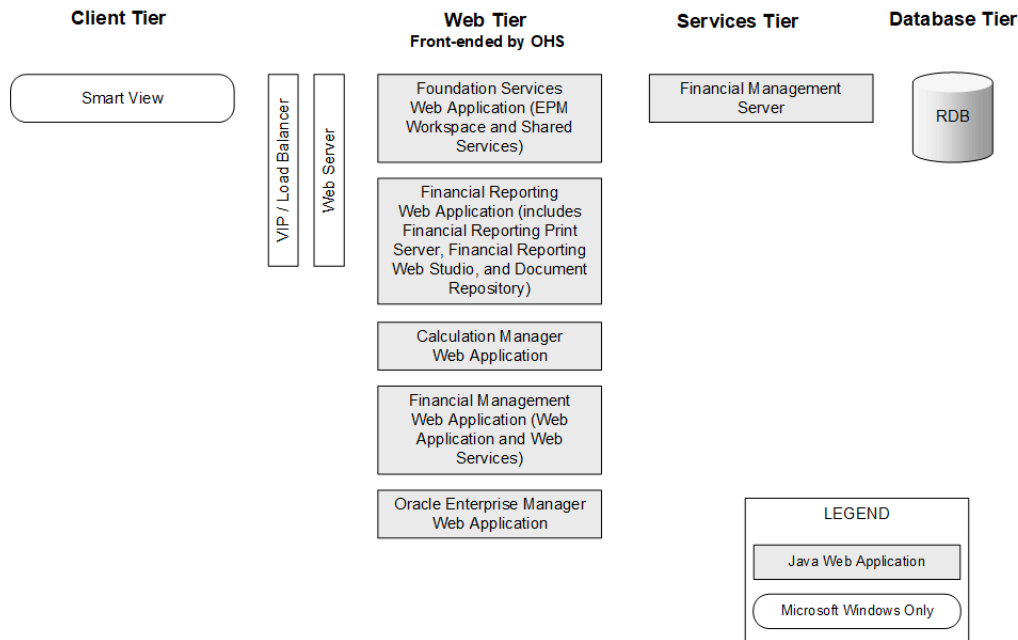 Client Tier
Smart View
VIP / Load Balancer
Web Server
Web Tier
Front-ended by OHS
Foundation Services
Web Application (EPM
Workspace and Shared
Services)
Financial Reporting
Web Application (includes
Financial Reporting Print
Server, Financial Reporting
Web Studio, and Document
Repository)
Calculation Manager
Web Application
Financial Management
Web Application (Web
Application and Web
Services)
Oracle Enterprise Manager
Web Application
Services Tier
Financial Management
Server
Database Tier
RDB
LEGEND
Java Web Application
Microsoft Windows Only